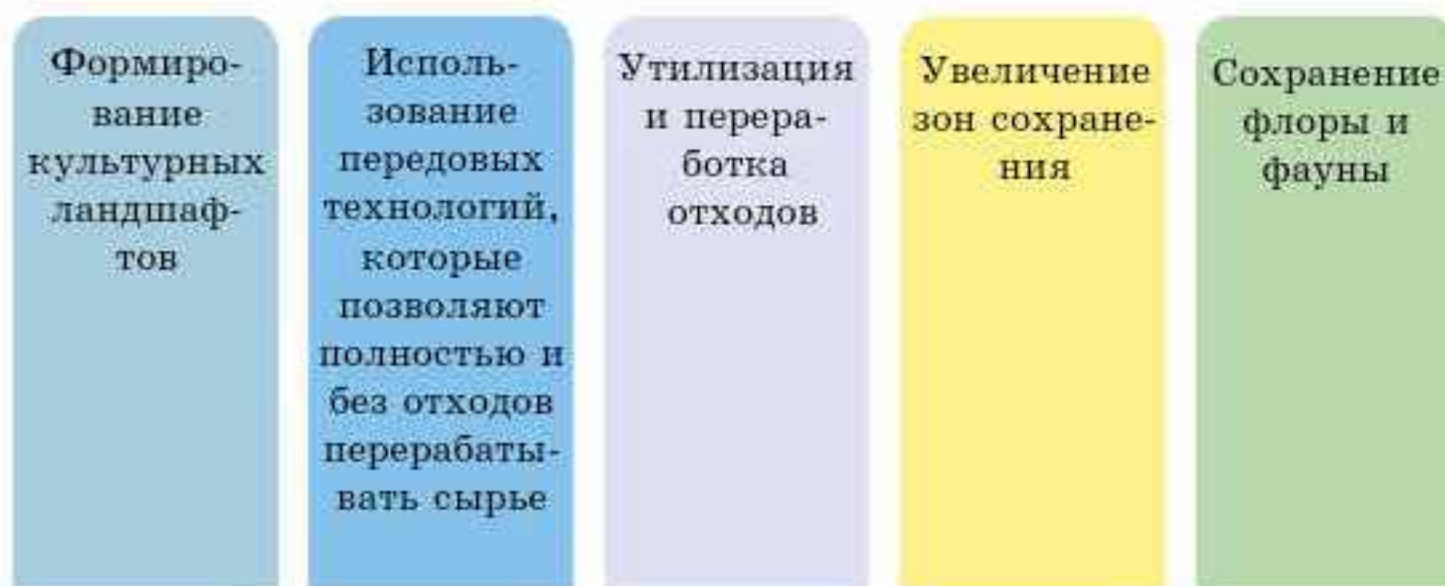 Формиро-
вание
культурных
ландшаф-
тов
Исполь-
зование
передовых
технологий,
которые
позволяют
полностью и
без отходов
перерабаты-
вать сырье
Утилизация
и перера-
ботка
отходов
Увеличение
зон сохране-
ния
Сохранение
флоры и
фауны